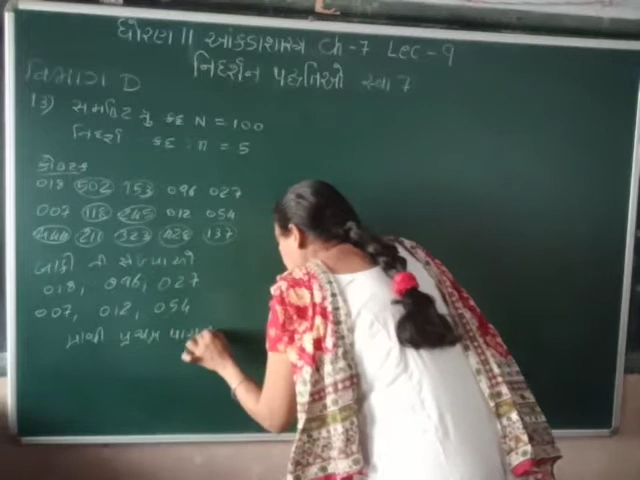 ધોરણ 11 આંકડાશાસ્ત્ર Ch-7 Lec-9
નિદર્શન પદ્ધતિઓ સ્વા 7
વિભાગ D
13) સમષ્ટિ નું કદ N = 100
નિદર્શ કદ n = 5
કોષ્ટક
018 502 153 096 027
007 118 245 012 054
211 323 137
બાકી ની સંખ્યાઓ
018, 096, 027
007, 012, 054
માથી પ્રથમ